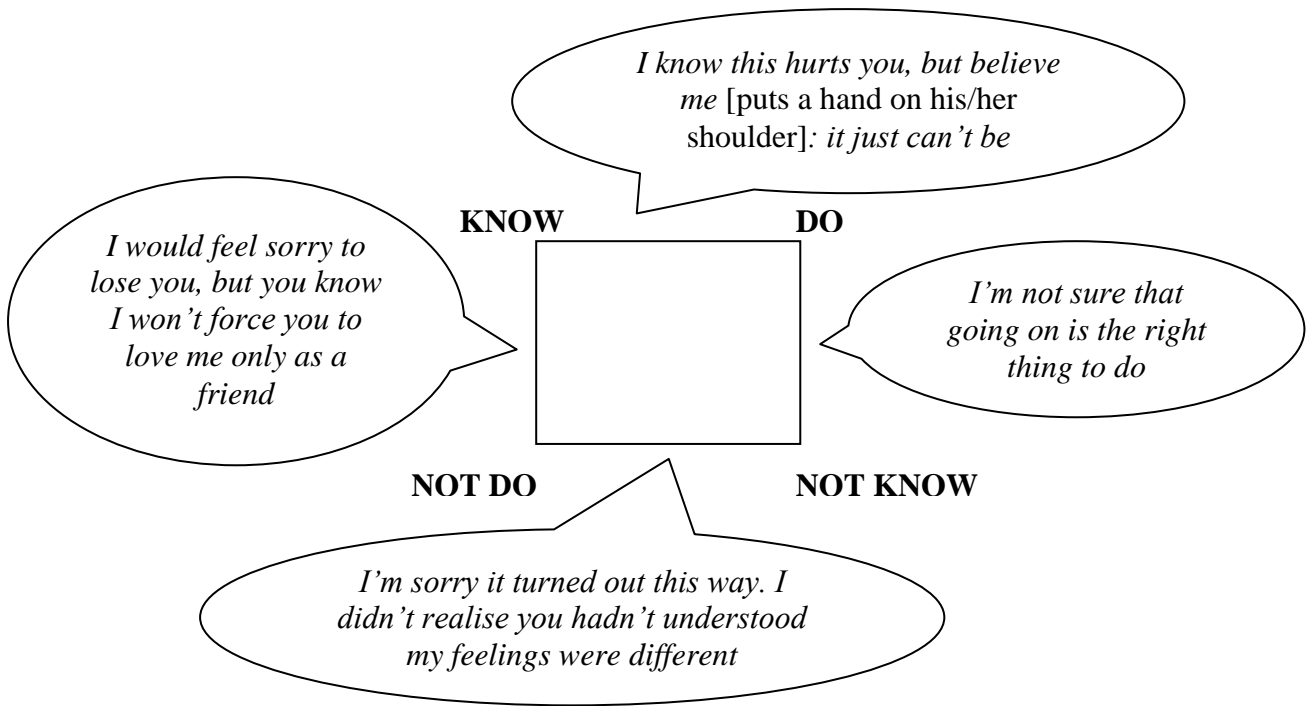 I know this hurts you, but believe
me [puts a hand on his/her
shoulder]: it just can’t be
KNOW
DO
I would feel sorry to
lose you, but you know
I won’t force you to
love me only as a
friend
I’m not sure that
going on is the right
thing to do
NOT DO
NOT KNOW
I’m sorry it turned out this way. I
didn’t realise you hadn’t understood
my feelings were different